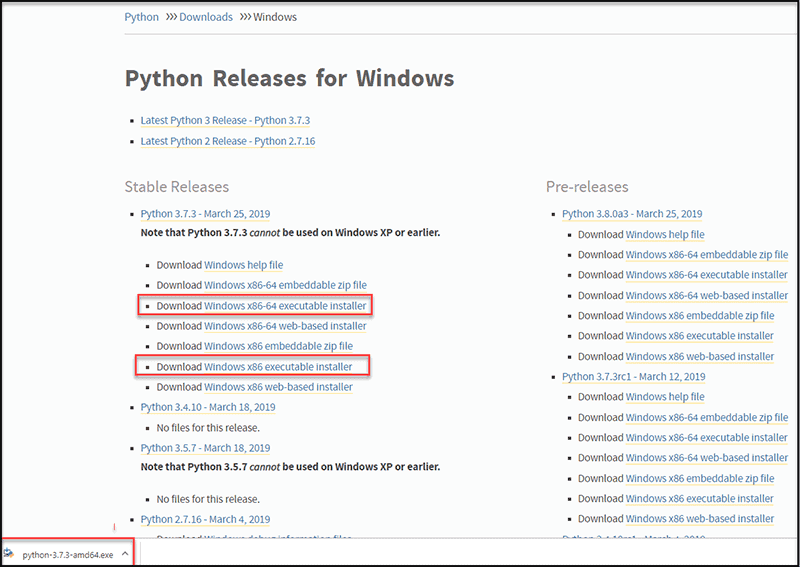 Python >>> Downloads >>> Windows
Python Releases for Windows
Latest Python 3 Release - Python 3.7.3
Latest Python 2 Release - Python 2.7.16
Stable Releases
Python 3.7.3 - March 25, 2019
Note that Python 3.7.3 cannot be used on Windows XP or earlier.
Download Windows help file
Download Windows x86-64 embeddable zip file
Download Windows x86-64 executable installer
Download Windows x86-64 web-based installer
Download Windows x86 embeddable zip file
Download Windows x86 executable installer
Download Windows x86 web-based installer
Python 3.4.10 - March 18, 2019
No files for this release.
Python 3.5.7 - March 18, 2019
Note that Python 3.5.7 cannot be used on Windows XP or earlier.
No files for this release.
Python 2.7.16 - March 4, 2019
Download Windows debug information files
Pre-releases
Python 3.8.0a3 - March 25, 2019
Download Windows help file
Download Windows x86-64 embeddable zip file
Download Windows x86-64 executable installer
Download Windows x86-64 web-based installer
Download Windows x86 embeddable zip file
Download Windows x86 executable installer
Download Windows x86 web-based installer
Python 3.7.3rc1 - March 12, 2019
Download Windows help file
Download Windows x86-64 embeddable zip file
Download Windows x86-64 executable installer
Download Windows x86-64 web-based installer
Download Windows x86 embeddable zip file
Download Windows x86 executable installer
Download Windows x86 web-based installer
python-3.7.3-amd64.exe